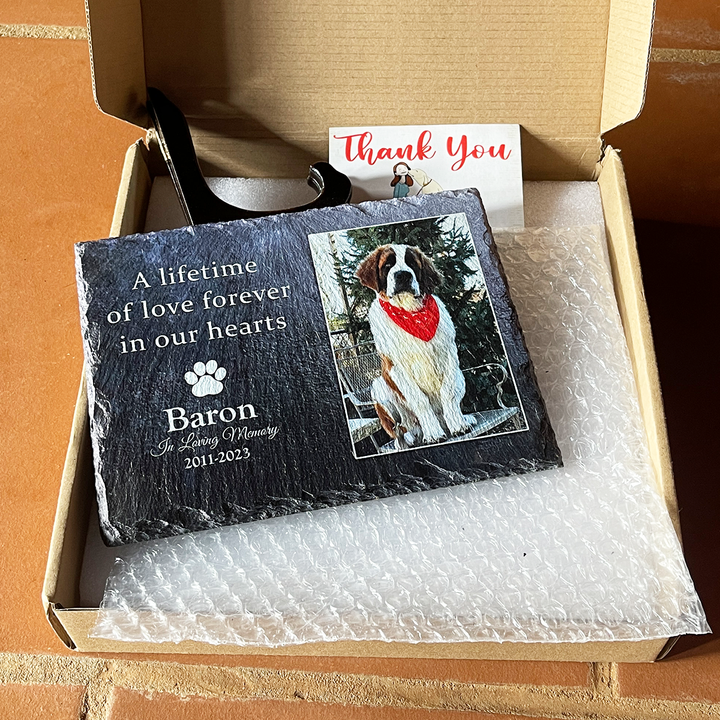 Thank You
A lifetime
of love forever
in our hearts
Baron
In Loving Memory
2011-2023